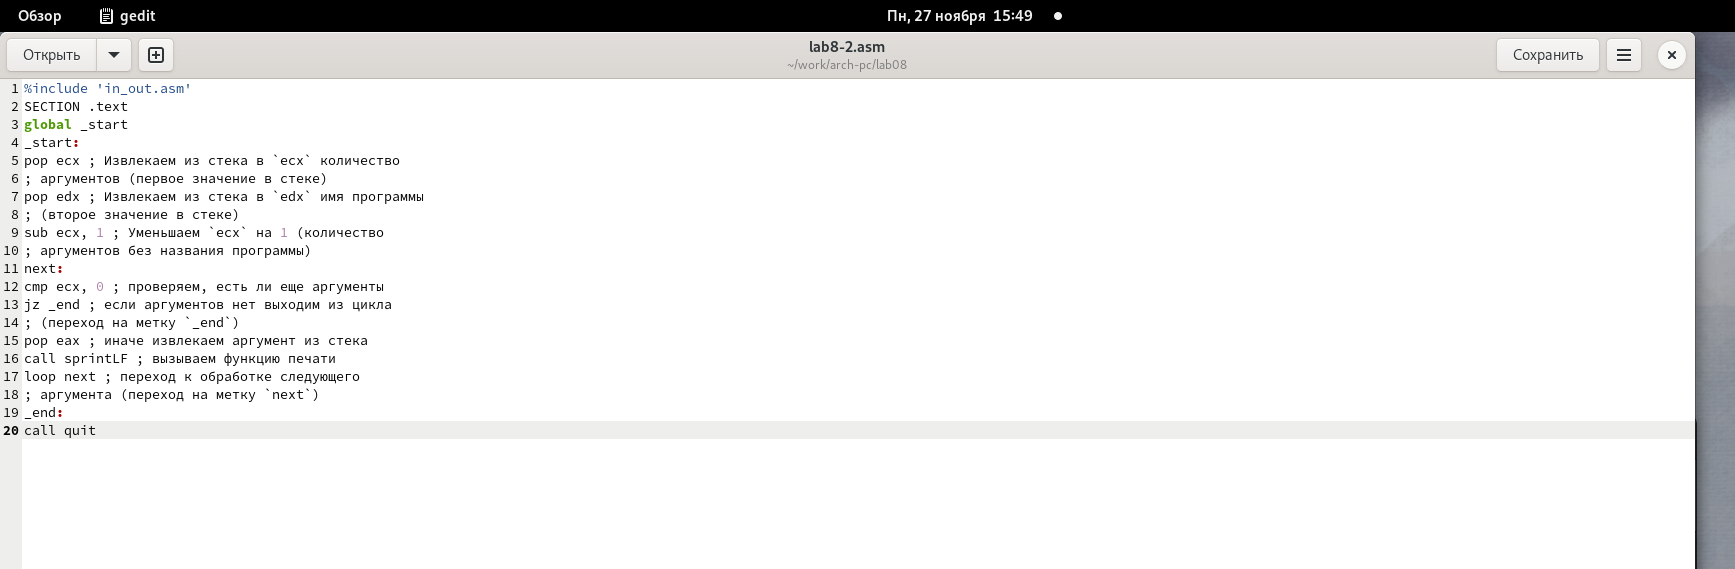 Обзор gedit Пн, 27 ноября 15:49
Открыть lab8-2.asm Сохранить
~/work/arch-pc/lab08
1 %include 'in_out.asm'
2 SECTION .text
3 global _start
4 _start:
5 pop ecx ; Извлекаем из стека в `ecx` количество
6 ; аргументов (первое значение в стеке)
7 pop edx ; Извлекаем из стека в `edx` имя программы
8 ; (второе значение в стеке)
9 sub ecx, 1 ; Уменьшаем `ecx` на 1 (количество
10 ; аргументов без названия программы)
11 next:
12 cmp ecx, 0 ; проверяем, есть ли еще аргументы
13 jz _end ; если аргументов нет выходим из цикла
14 ; (переход на метку `_end`)
15 pop eax ; иначе извлекаем аргумент из стека
16 call sprintLF ; вызываем функцию печати
17 loop next ; переход к обработке следующего
18 ; аргумента (переход на метку `next`)
19 _end:
20 call quit